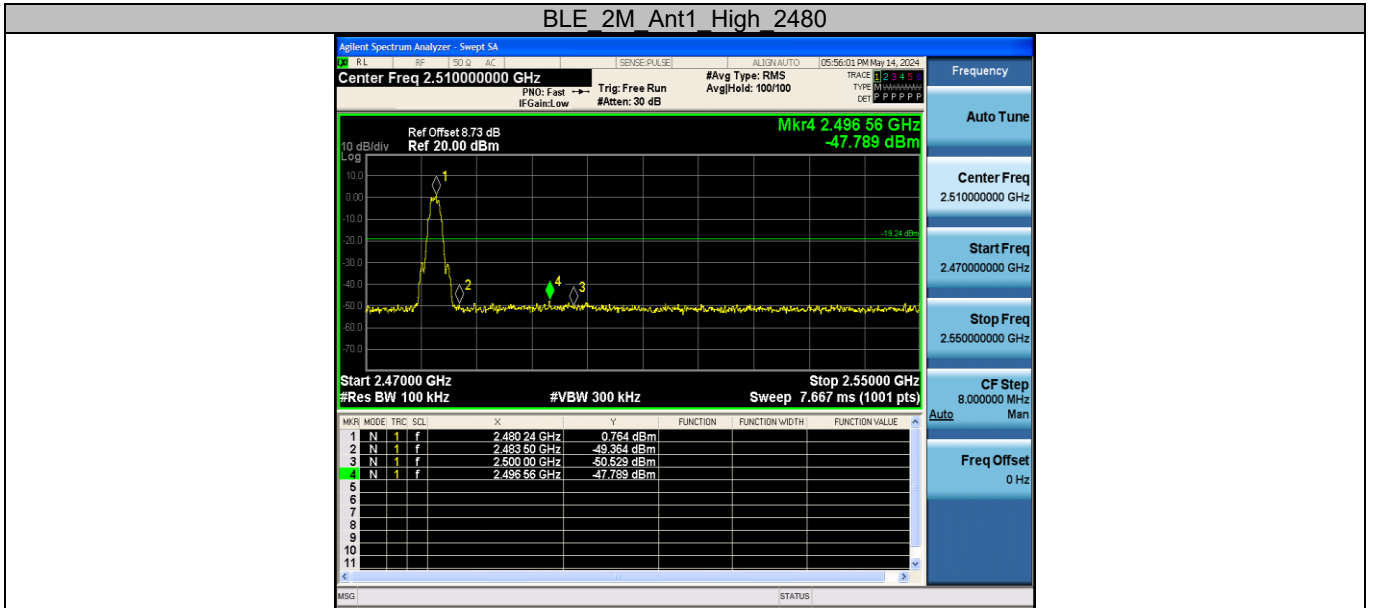 BLE_2M_Ant1_High_2480
Agilent Spectrum Analyzer - Swept SA
LXI RL RF 50 Ω AC SENSE:PULSE ALIGN AUTO 05:56:01 PM May 14, 2024
Center Freq 2.510000000 GHz
PNO: Fast
IFGain:Low
Trig: Free Run
#Atten: 30 dB
#Avg Type: RMS
Avg|Hold: 100/100
TRACE 1 2 3 4 5 6
TYPE M
DET P P P P P P
Ref Offset 8.73 dB
Ref 20.00 dBm
10 dB/div
Log
Mkr4 2.496 56 GHz
-47.789 dBm
10.0
0.00
-10.0
-20.0
-30.0
-40.0
-50.0
-60.0
-70.0
1
2
4
3
-19.24 dBm
Start 2.47000 GHz
#Res BW 100 kHz
#VBW 300 kHz
Stop 2.55000 GHz
Sweep 7.667 ms (1001 pts)
MKR MODE TRC SCL X Y FUNCTION FUNCTION WIDTH FUNCTION VALUE
1 N 1 f 2.480 24 GHz 0.764 dBm
2 N 1 f 2.483 50 GHz -49.364 dBm
3 N 1 f 2.500 00 GHz -50.529 dBm
4 N 1 f 2.496 56 GHz -47.789 dBm
5
6
7
8
9
10
11
MSG STATUS
Frequency
Auto Tune
Center Freq
2.510000000 GHz
Start Freq
2.470000000 GHz
Stop Freq
2.550000000 GHz
CF Step
8.000000 MHz
Auto Man
Freq Offset
0 Hz